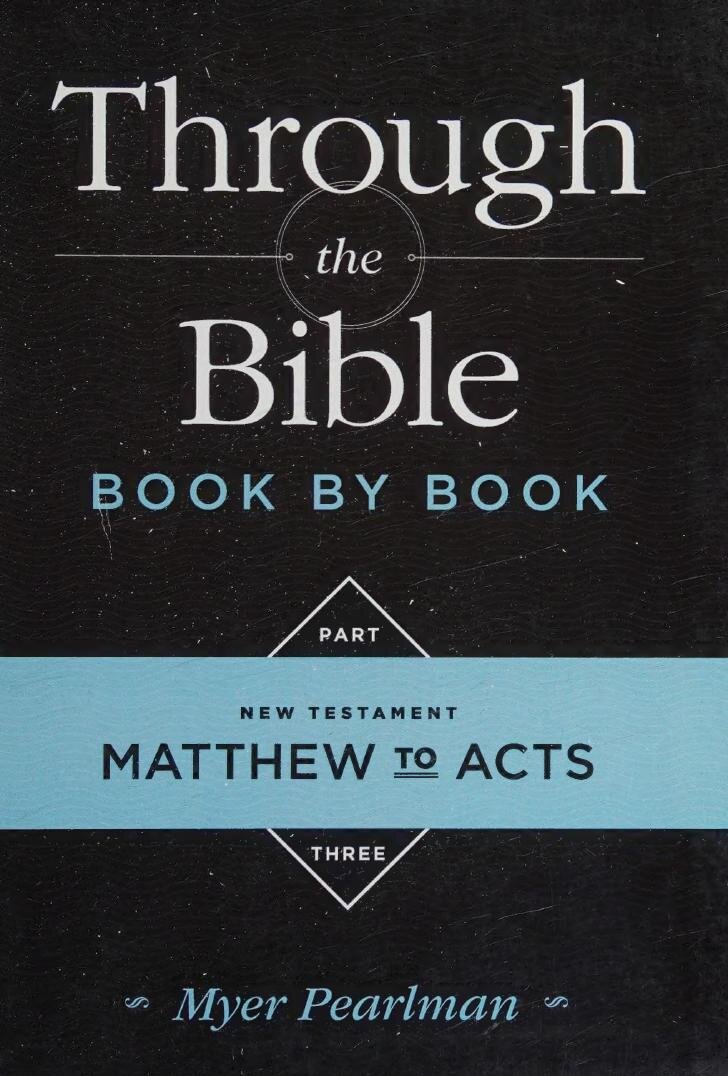 Through
the
Bible
BOOK BY BOOK
PART
NEW TESTAMENT
MATTHEW TO ACTS
THREE
Myer Pearlman